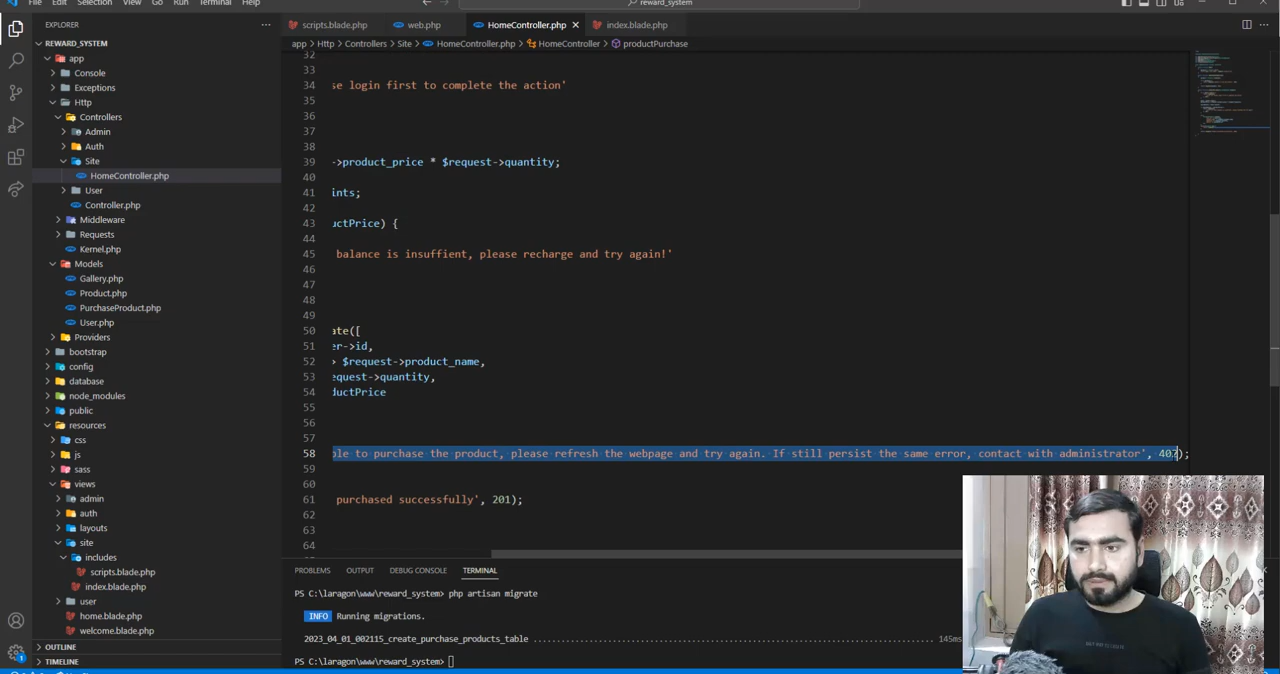 File Edit Selection View Go Run Terminal Help
reward_system
EXPLORER
scripts.blade.php
web.php
HomeController.php
index.blade.php
REWARD_SYSTEM
app > Http > Controllers > Site > HomeController.php > HomeController > productPurchase
app
Console
Exceptions
Http
Controllers
Admin
Auth
Site
HomeController.php
User
Controller.php
Middleware
Requests
Kernel.php
Models
Gallery.php
Product.php
PurchaseProduct.php
User.php
Providers
bootstrap
config
database
node_modules
public
resources
css
js
sass
views
admin
auth
layouts
site
includes
scripts.blade.php
index.blade.php
user
home.blade.php
welcome.blade.php
OUTLINE
TIMELINE
32
33
34 se login first to complete the action'
35
36
37
38
39 ->product_price * $request->quantity;
40
41 ints;
42
43 uctPrice) {
44
45 balance is insuffient, please recharge and try again!'
46
47
48
49
50 ate([
51 er->id,
52 > $request->product_name,
53 equest->quantity,
54 ductPrice
55
56
57
58 ble to purchase the product, please refresh the webpage and try again. If still persist the same error, contact with administrator', 407);
59
60
61 purchased successfully', 201);
62
63
64
PROBLEMS OUTPUT DEBUG CONSOLE TERMINAL
PS C:\laragon\www\reward_system> php artisan migrate
INFO Running migrations.
2023_04_01_002115_create_purchase_products_table 145ms
PS C:\laragon\www\reward_system>